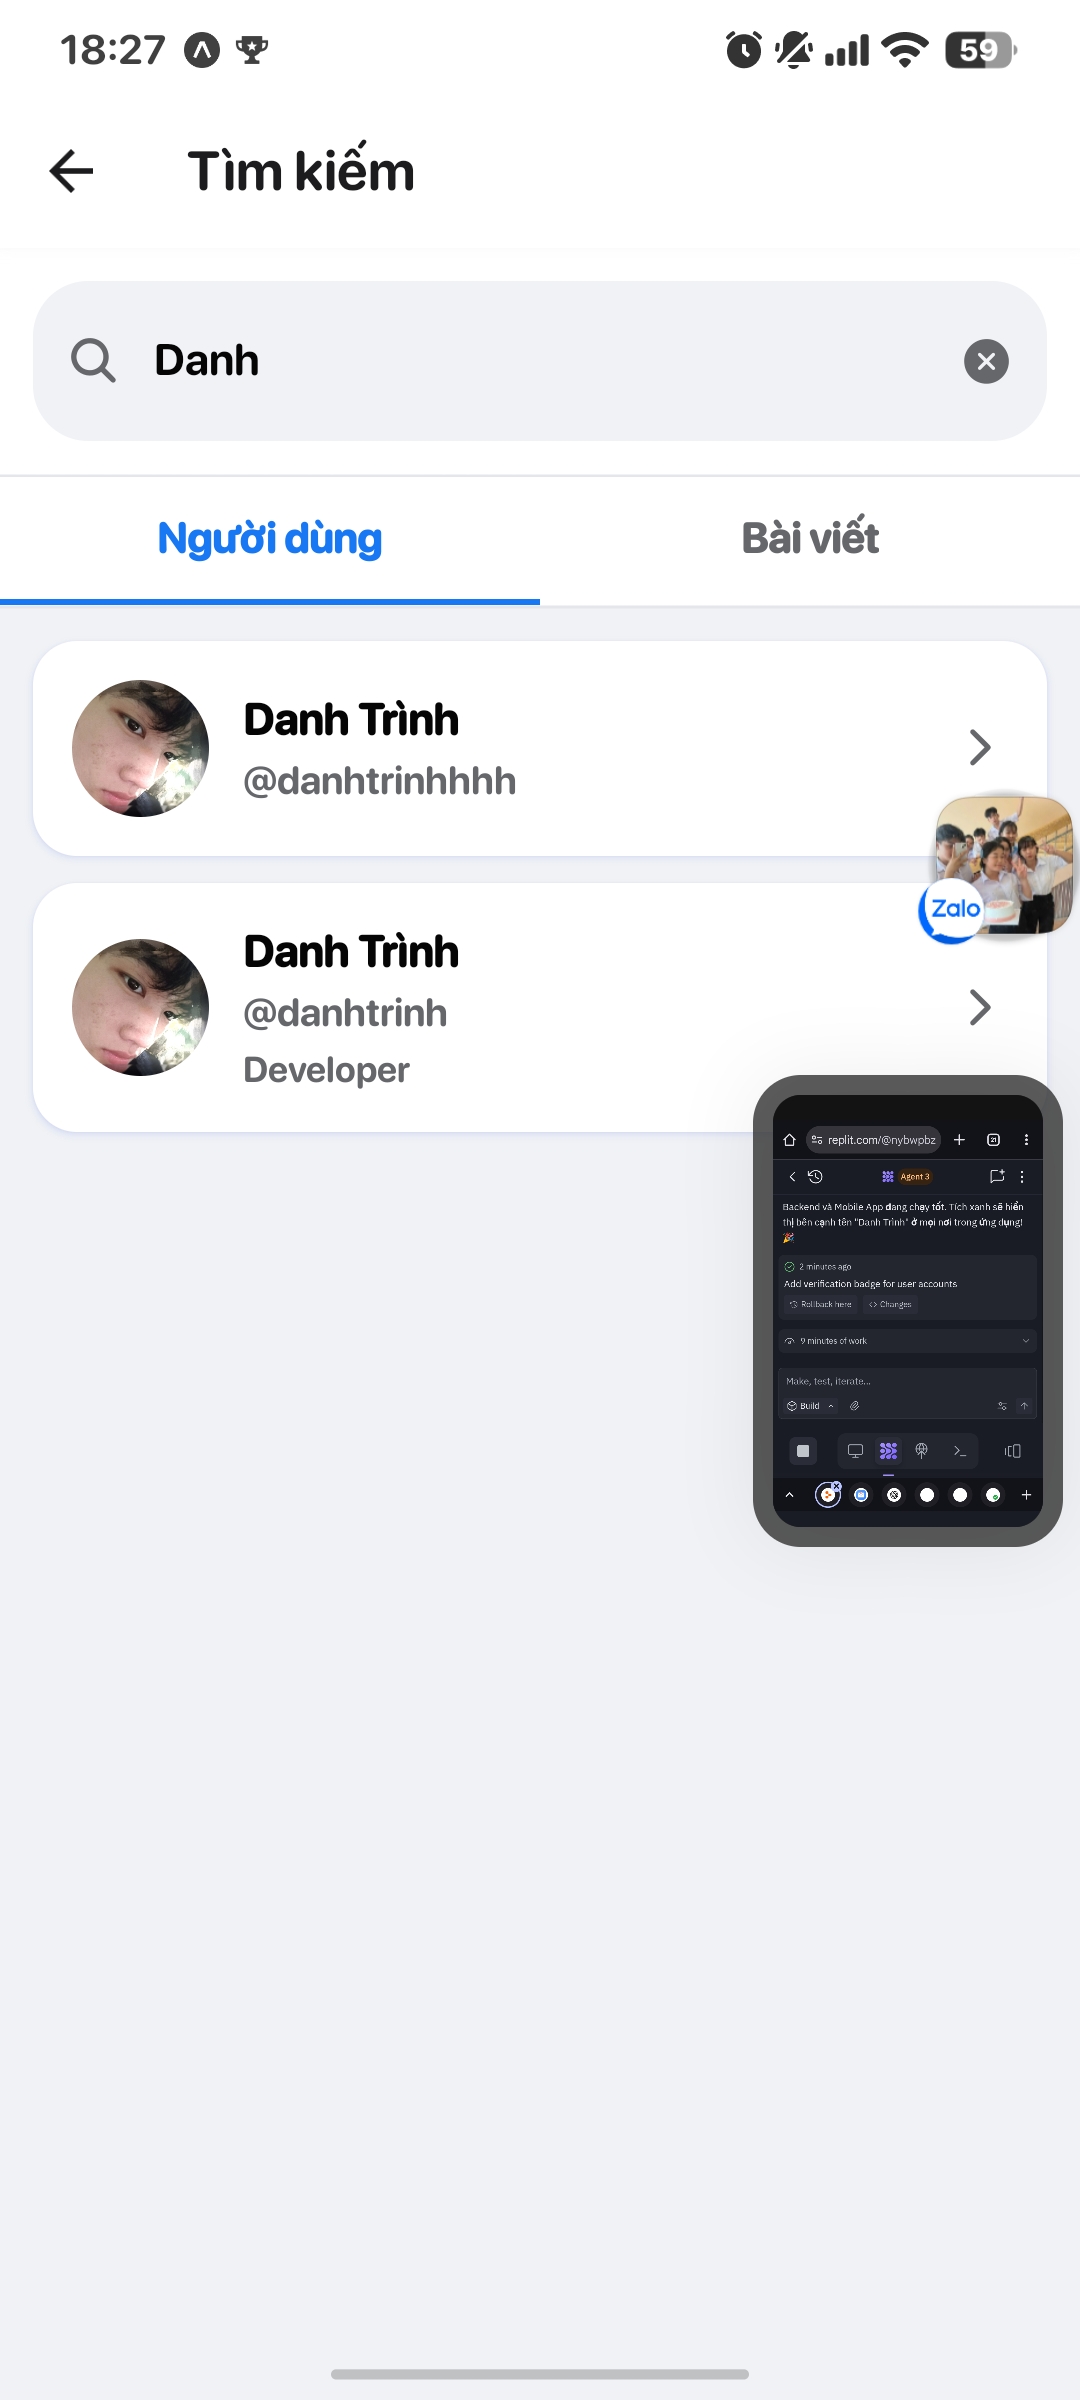 18:27
59
Tìm kiếm
Danh
Người dùng
Bài viết
Danh Trình
@danhtrinhhhh
Zalo
Danh Trình
@danhtrinh
Developer
replit.com/@nybwpbz
21
Agent 3
Backend và Mobile App đang chạy tốt. Tích xanh sẽ hiển
thị bên cạnh tên "Danh Trình" ở mọi nơi trong ứng dụng!
🎉
2 minutes ago
Add verification badge for user accounts
Rollback here
Changes
9 minutes of work
Make, test, iterate...
Build